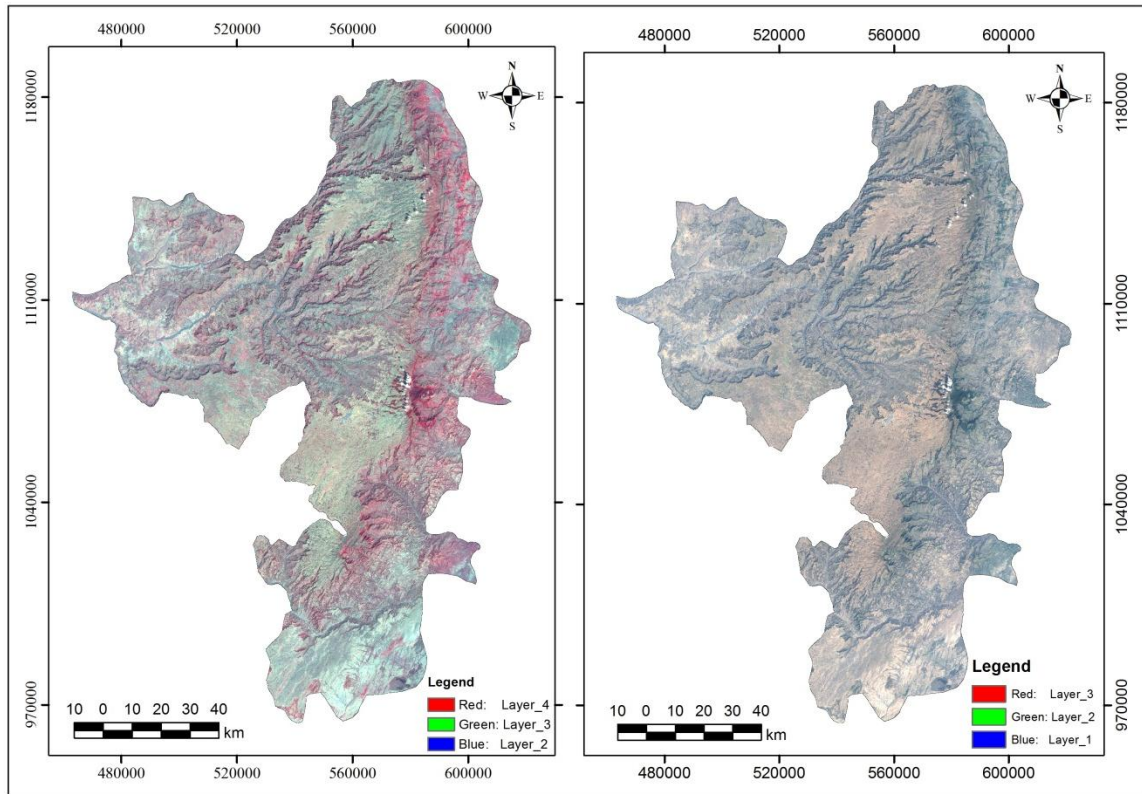 480000 520000 560000 600000
480000 520000 560000 600000
N
W E
S
N
W E
S
1180000
1110000
1040000
970000
1180000
1110000
1040000
970000
Legend
Red: Layer_4
Green: Layer_3
Blue: Layer_2
10 0 10 20 30 40
km
Legend
Red: Layer_3
Green: Layer_2
Blue: Layer_1
10 0 10 20 30 40
km
480000 520000 560000 600000
480000 520000 560000 600000